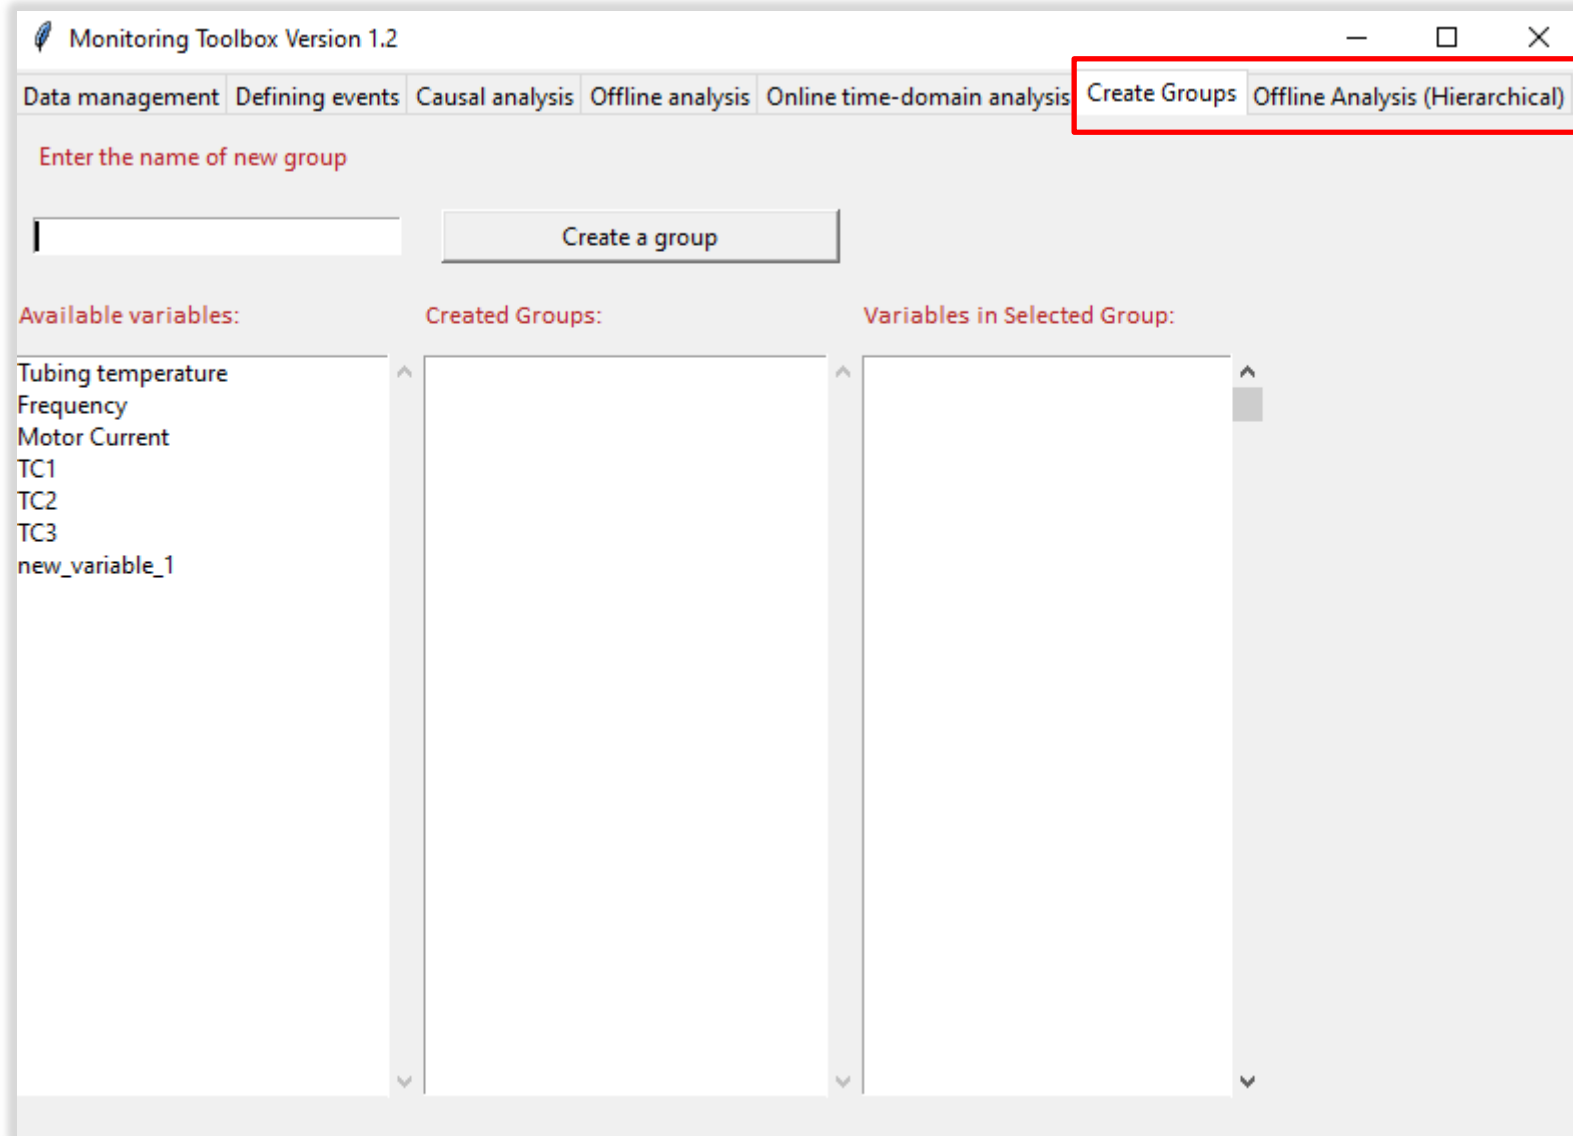 Monitoring Toolbox Version 1.2
Data management Defining events Causal analysis Offline analysis Online time-domain analysis Create Groups Offline Analysis (Hierarchical)
Enter the name of new group
Create a group
Available variables: Created Groups: Variables in Selected Group:
Tubing temperature
Frequency
Motor Current
TC1
TC2
TC3
new_variable_1